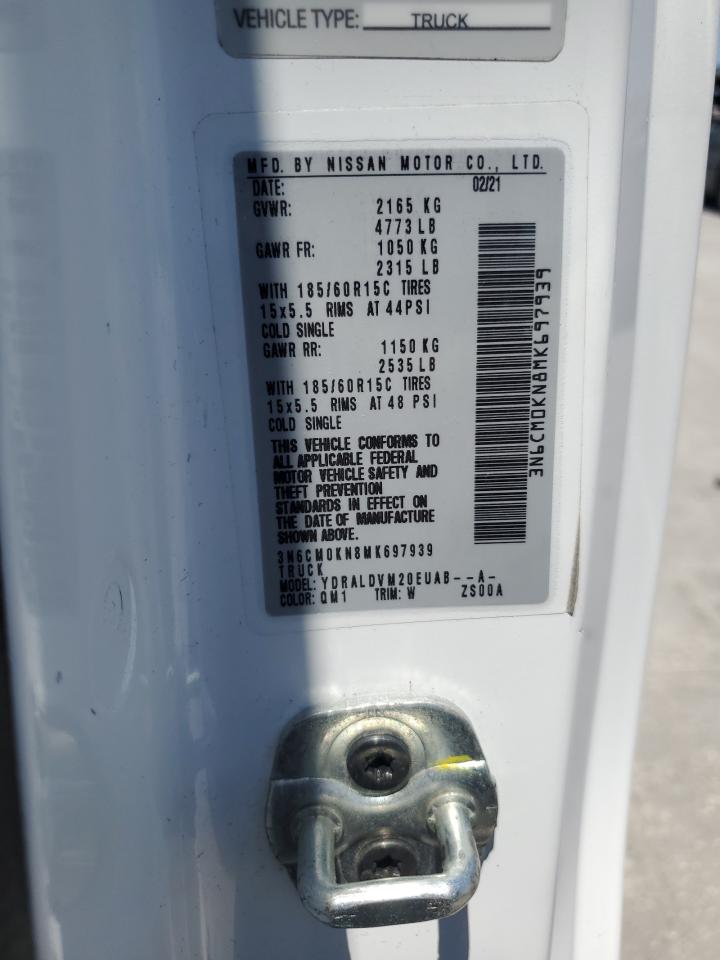 VEHICLE TYPE: TRUCK
MFD. BY NISSAN MOTOR CO., LTD.
DATE: 02/21
GVWR: 2165 KG
4773 LB
GAWR FR: 1050 KG
2315 LB
WITH 185/60R15C TIRES
15x5.5 RIMS AT 44PSI
COLD SINGLE
GAWR RR: 1150 KG
2535 LB
WITH 185/60R15C TIRES
15x5.5 RIMS AT 48 PSI
COLD SINGLE
THIS VEHICLE CONFORMS TO
ALL APPLICABLE FEDERAL
MOTOR VEHICLE SAFETY AND
THEFT PREVENTION
STANDARDS IN EFFECT ON
THE DATE OF MANUFACTURE
SHOWN ABOVE.
3N6CM0KN8MK697939
TRUCK
MODEL: YDRALDVM20EUAB--A-
COLOR: QM1 TRIM: W ZS00A
3N6CM0KN8MK697939